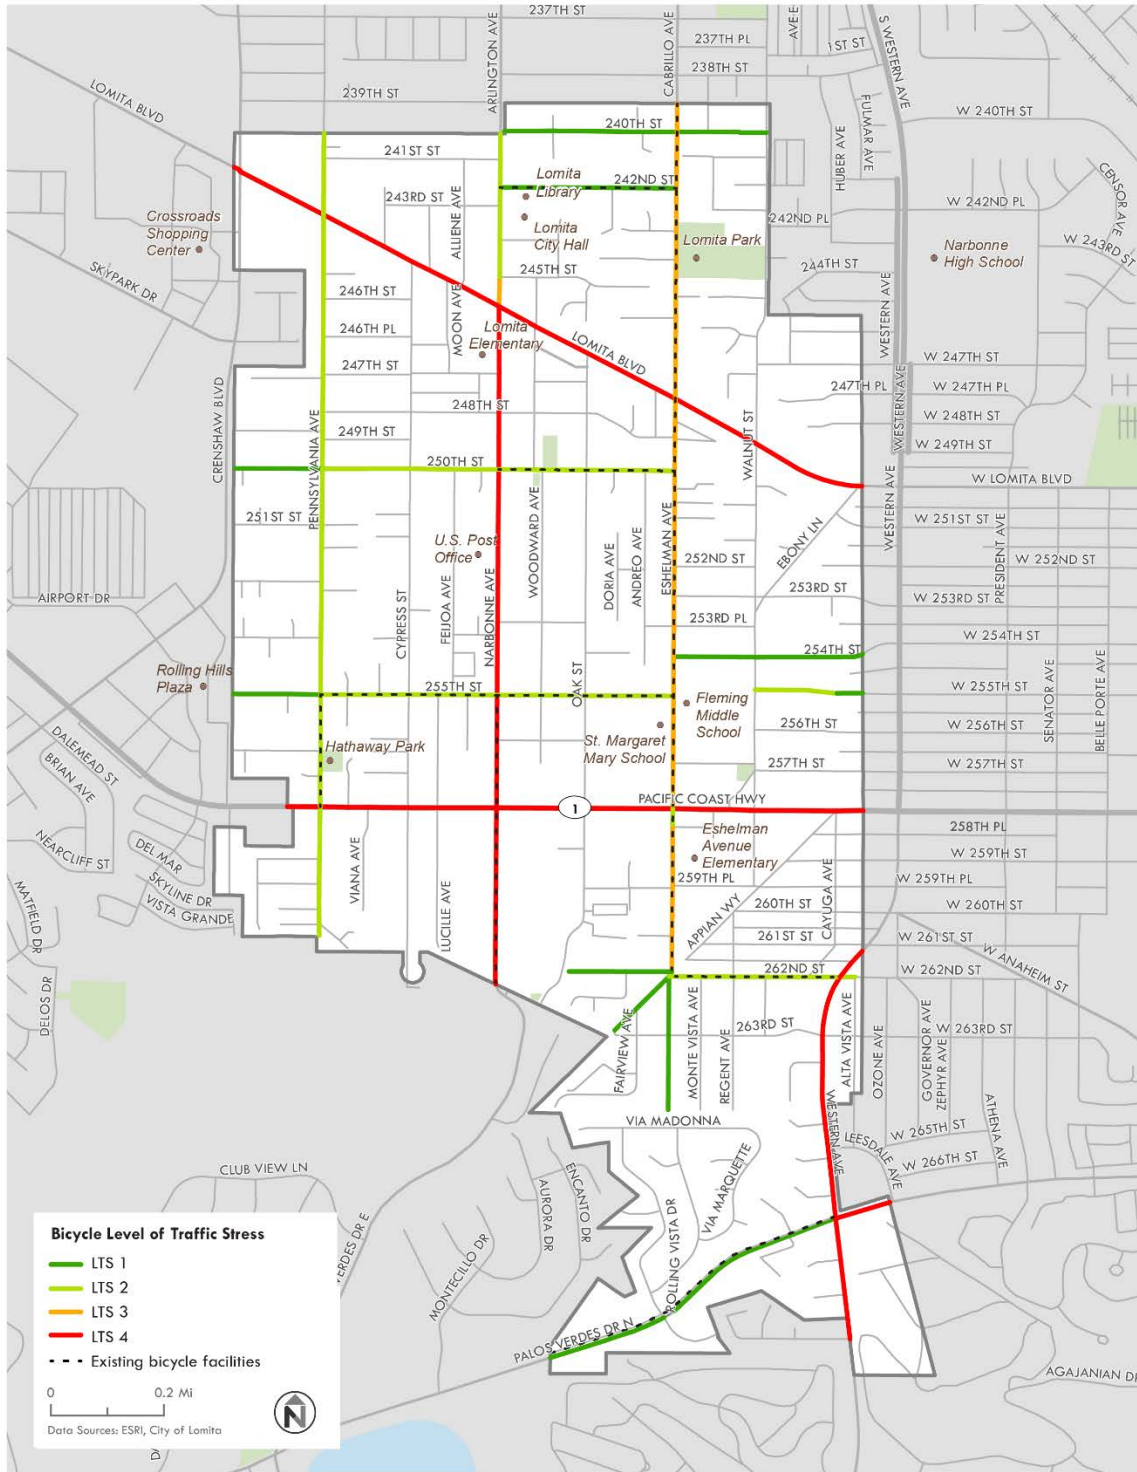 237TH ST
ARLINGTON AVE
CABRILLO AVE
237TH PL
AVE E
1ST ST
S WESTERN AVE
238TH ST
LOMITA BLVD
239TH ST
240TH ST
HUBER AVE
FULMAR AVE
W 240TH ST
241ST ST
Lomita
Library
242ND ST
243RD ST
ALLIENE AVE
Crossroads
Shopping
Center
Lomita
City Hall
Lomita Park
242ND PL
W 242ND PL
CENSOR AVE
W 243RD ST
Narbonne
High School
SKYPARK DR
245TH ST
244TH ST
246TH ST
MOON AVE
WESTERN AVE
246TH PL
Lomita
Elementary
LOMITA BLVD
247TH ST
W 247TH ST
CRENSHAW BLVD
247TH PL
W 247TH PL
WESTERN AVE
248TH ST
W 248TH ST
PENNSYLVANIA AVE
249TH ST
WALNUT ST
W 249TH ST
250TH ST
W LOMITA BLVD
WESTERN AVE
251ST ST
WOODWARD AVE
ESHELMAN AVE
EBONY LN
W 251ST ST
PRESIDENT AVE
U.S. Post
Office
DORIA AVE
ANDREO AVE
252ND ST
W 252ND ST
AIRPORT DR
CYPRESS ST
FEIJOA AVE
NARBONNE AVE
253RD ST
W 253RD ST
253RD PL
W 254TH ST
254TH ST
Rolling Hills
Plaza
255TH ST
OAK ST
W 255TH ST
SENATOR AVE
BELLE PORTE AVE
Fleming
Middle
School
256TH ST
W 256TH ST
DALEMEAD ST
BRIAN AVE
Hathaway Park
St. Margaret
Mary School
257TH ST
W 257TH ST
PACIFIC COAST HWY
1
NEARCLIFF ST
DEL MAR
VIANA AVE
Eshelman
Avenue
Elementary
258TH PL
W 259TH ST
SKYLINE DR
VISTA GRANDE
MATFIELD DR
LUCILLE AVE
259TH PL
W 259TH PL
APPIAN WY
260TH ST
CAYUGA AVE
W 260TH ST
261ST ST
W 261ST ST
W ANAHEIM ST
262ND ST
W 262ND ST
DELOS DR
FAIRVIEW AVE
MONTE VISTA AVE
REGENT AVE
263RD ST
ALTA VISTA AVE
OZONE AVE
GOVERNOR AVE
ZEPHYR AVE
W 263RD ST
ATHENA AVE
VIA MADONNA
WESTERN AVE
LEESDALE AVE
W 265TH ST
W 266TH ST
CLUB VIEW LN
ENCANTO DR
AURORA DR
VIA MARQUETTE
ROLLING VISTA DR
MONTECILLO DR
VERDES DR E
PALOS VERDES DR N
AGAJANIAN DR
Bicycle Level of Traffic Stress
LTS 1
LTS 2
LTS 3
LTS 4
Existing bicycle facilities
0 0.2 Mi
N
Data Sources: ESRI, City of Lomita